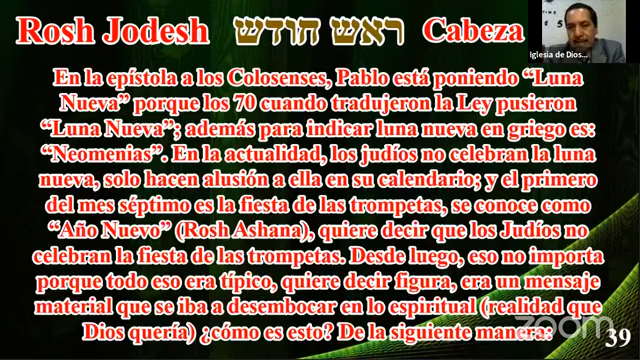 Rosh Jodesh ראש חודש Cabeza
Iglesia de Dios...
En la epístola a los Colosenses, Pablo está poniendo “Luna
Nueva” porque los 70 cuando tradujeron la Ley pusieron
“Luna Nueva”; además para indicar luna nueva en griego es:
“Neomenias”. En la actualidad, los judíos no celebran la luna
nueva, solo hacen alusión a ella en su calendario; y el primero
del mes séptimo es la fiesta de las trompetas, se conoce como
“Año Nuevo” (Rosh Ashana), quiere decir que los Judíos no
celebran la fiesta de las trompetas. Desde luego, eso no importa
porque todo eso era típico, quiere decir figura, era un mensaje
material que se iba a desembocar en lo espiritual (realidad que
Dios quería) ¿cómo es esto? De la siguiente manera:
zoom
39